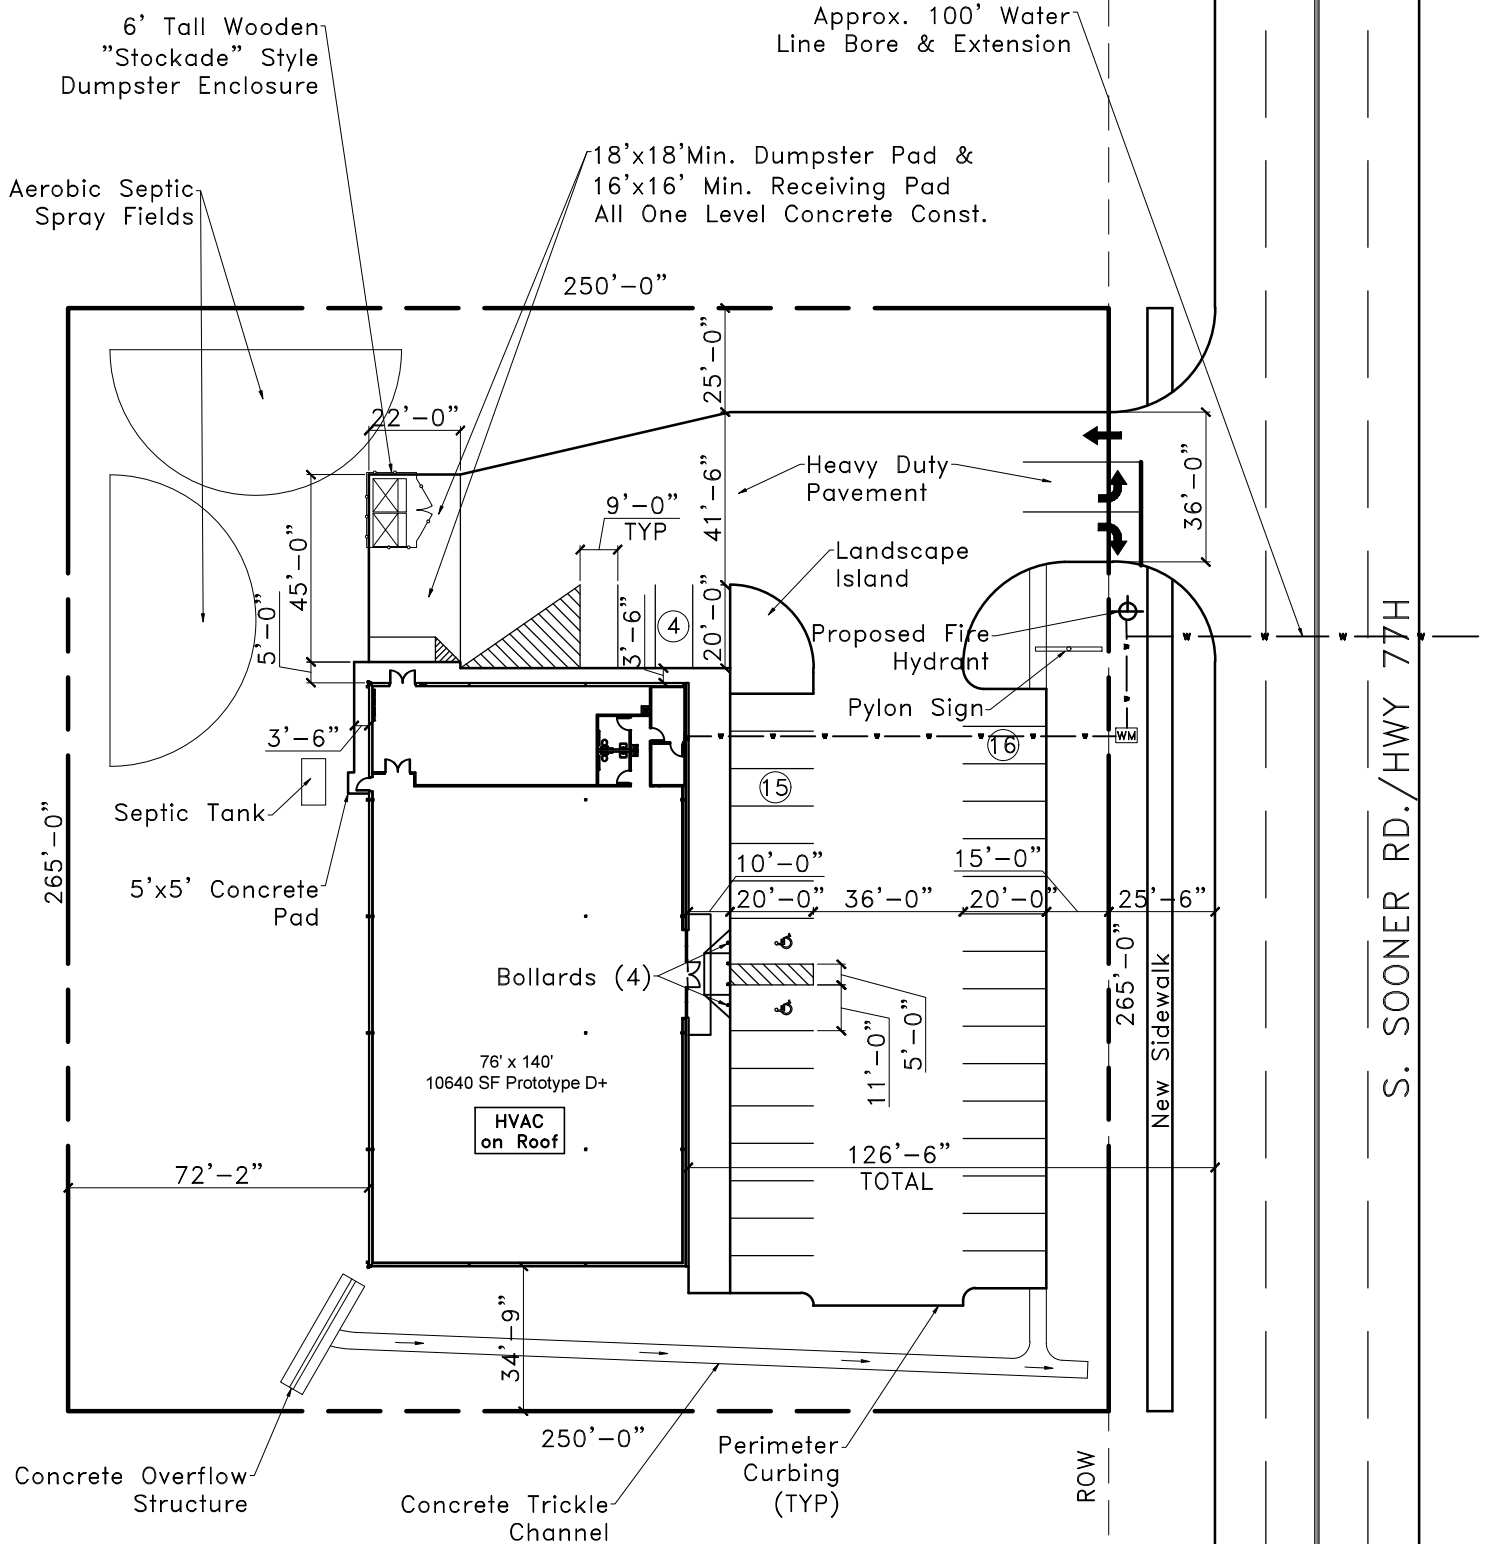 6' Tall Wooden
"Stockade" Style
Dumpster Enclosure
Approx. 100' Water
Line Bore & Extension
18'x18'Min. Dumpster Pad &
16'x16' Min. Receiving Pad
All One Level Concrete Const.
Aerobic Septic
Spray Fields
250'-0"
25'-0"
22'-0"
Heavy Duty
Pavement
41'-6"
36'-0"
9'-0"
TYP
45'-0"
Landscape
Island
5'-0"
3'-6"
4
20'-0"
Proposed Fire
Hydrant
Pylon Sign
W
W
W
W
W
W
3'-6"
W
W
W
W
W
W
W
W
WM
16
15
Septic Tank
265'-0"
5'x5' Concrete
Pad
10'-0"
15'-0"
20'-0"
36'-0"
20'-0"
25'-6"
265'-0"
New Sidewalk
S. SOONER RD./HWY 77H
Bollards (4)
11'-0"
5'-0"
76' x 140'
10640 SF Prototype D+
HVAC
on Roof
72'-2"
126'-6"
TOTAL
34'-9"
250'-0"
Perimeter
Curbing
(TYP)
ROW
Concrete Overflow
Structure
Concrete Trickle
Channel